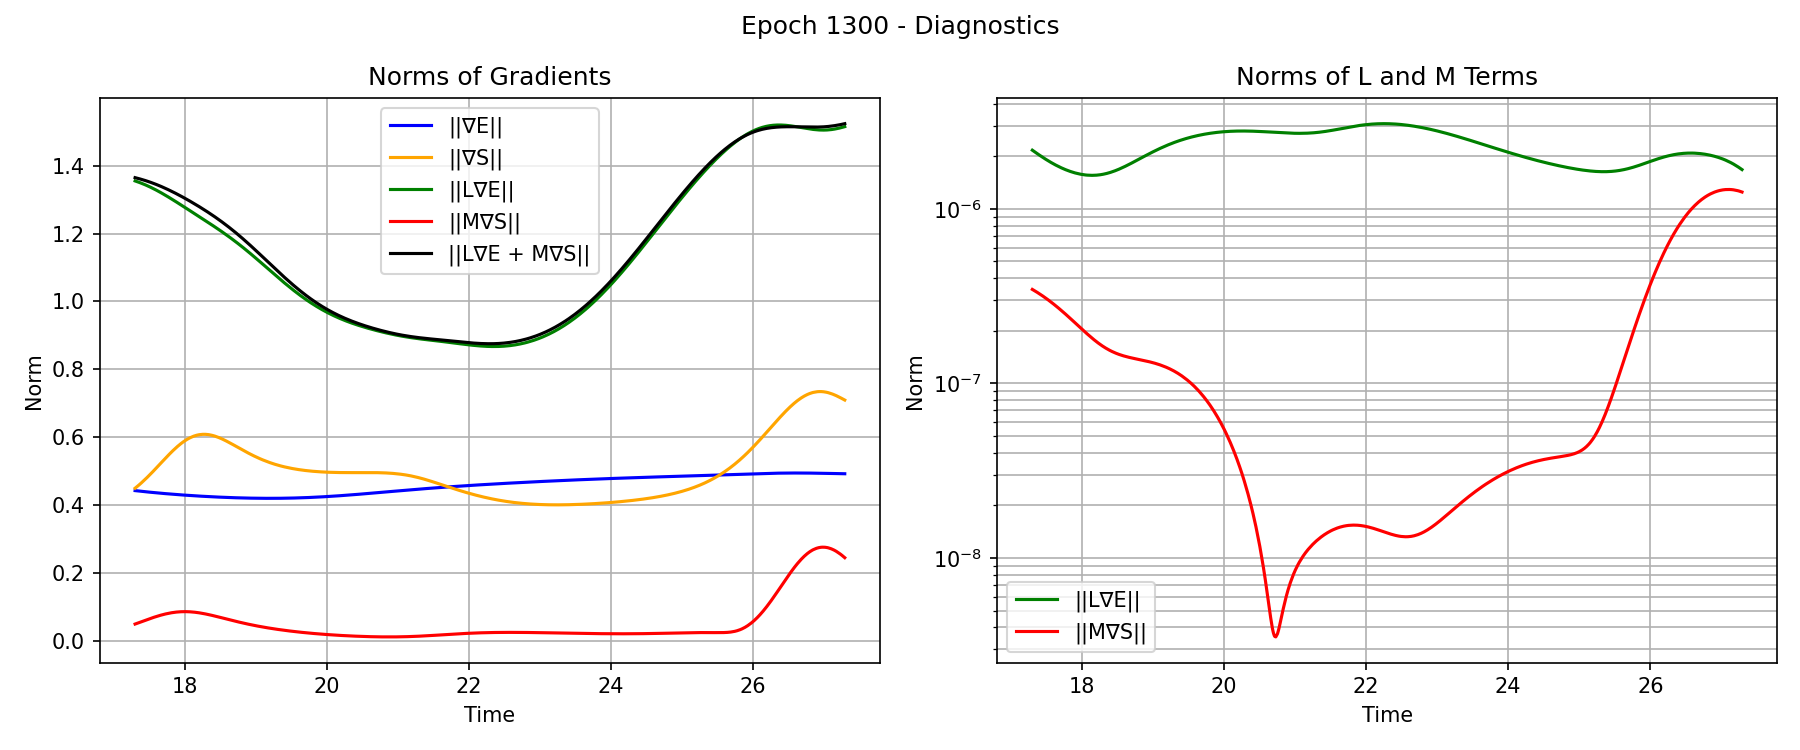 Epoch 1300 - Diagnostics
Norms of Gradients
||∇E||
||∇S||
||L∇E||
||M∇S||
||L∇E + M∇S||
Norm
1.4
1.2
1.0
0.8
0.6
0.4
0.2
0.0
18
20
22
24
26
Time
Norms of L and M Terms
Norm
10⁻⁶
10⁻⁷
10⁻⁸
||L∇E||
||M∇S||
18
20
22
24
26
Time